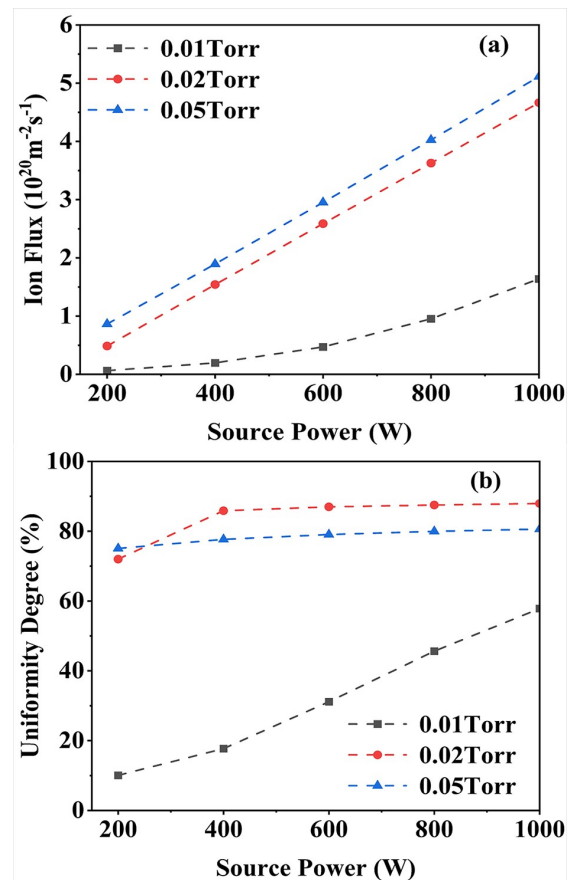 (a)
0.01Torr
0.02Torr
0.05Torr
Ion Flux (10²⁰m⁻²s⁻¹)
6
5
4
3
2
1
0
200 400 600 800 1000
Source Power (W)
(b)
Uniformity Degree (%)
100
80
60
40
20
0
0.01Torr
0.02Torr
0.05Torr
200 400 600 800 1000
Source Power (W)